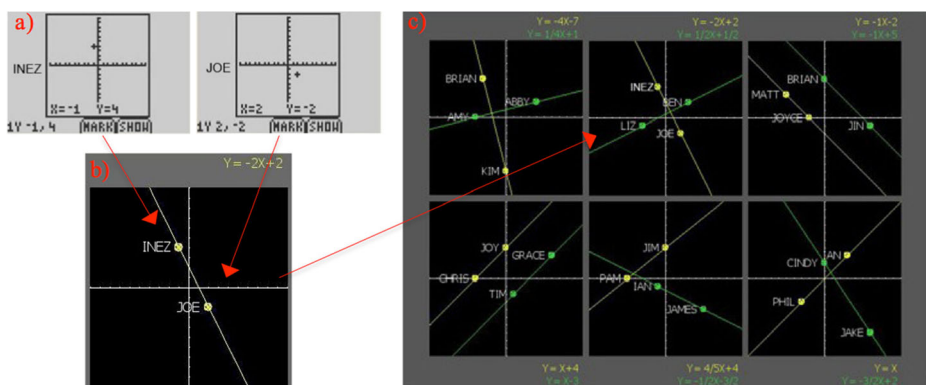 a)
INEZ
X=-1 Y=4
1Y -1, 4 MARK SHOW
JOE
X=2 Y=-2
1Y 2, -2 MARK SHOW
b)
Y=-2X+2
INEZ
JOE
c)
Y=-4X-7
Y=1/4X+1
BRIAN
ABBY
AMY
KIM
Y=-2X+2
Y=1/2X+1/2
INEZ
BEN
LIZ
JOE
Y=-1X-2
Y=-1X+5
BRIAN
MATT
JOYCE
JIN
JOY
GRACE
CHRIS
TIM
Y=X+4
Y=X-3
JIM
PAM
IAN
JAMES
Y=4/5X+4
Y=-1/2X-3/2
CINDY
AN
PHIL
JAKE
Y=X
Y=-3/2X+2